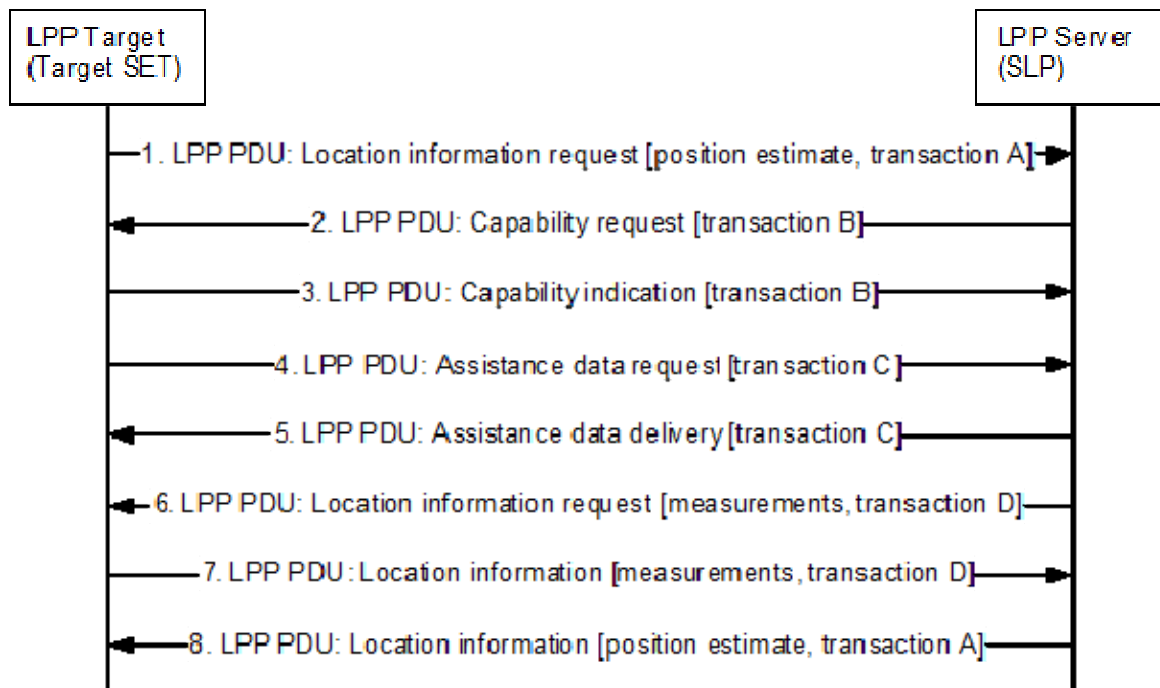 LPP Target
(Target SET)
LPP Server
(SLP)
1. LPP PDU: Location information request [position estimate, transaction A]
2. LPP PDU: Capability request [transaction B]
3. LPP PDU: Capability indication [transaction B]
4. LPP PDU: Assistance data request [transaction C]
5. LPP PDU: Assistance data delivery [transaction C]
6. LPP PDU: Location information request [measurements, transaction D]
7. LPP PDU: Location information [measurements, transaction D]
8. LPP PDU: Location information [position estimate, transaction A]